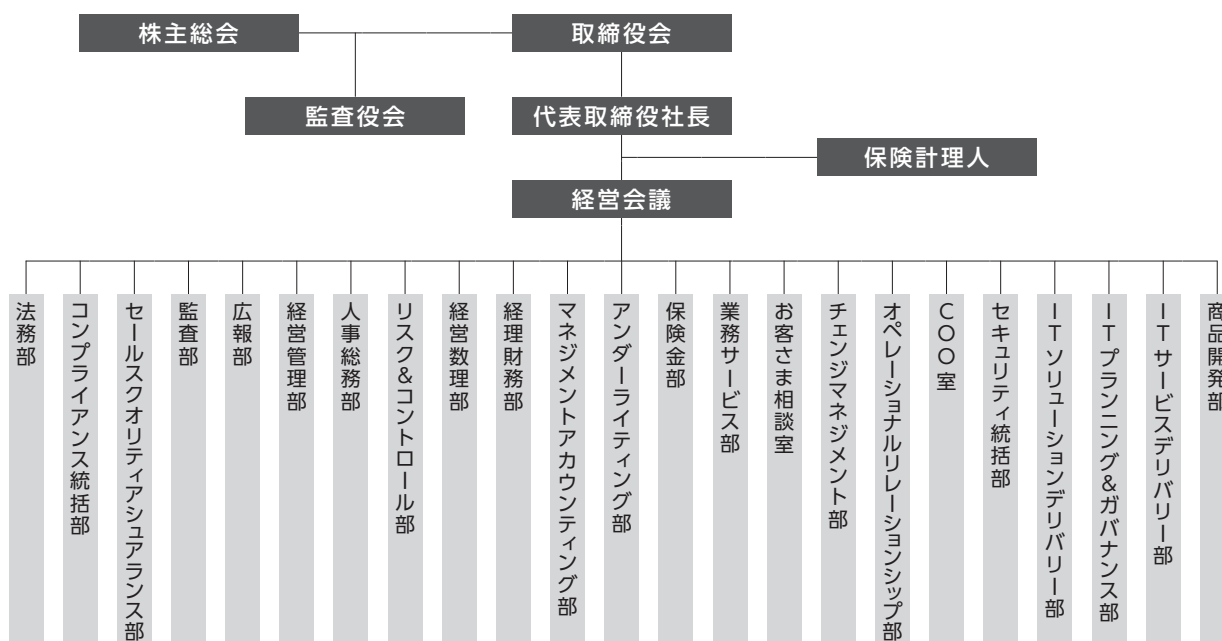 株主総会
取締役会
監査役会
代表取締役社長
保険計理人
経営会議
法務部
コンプライアンス統括部
セールスクオリティアシュアランス部
監査部
広報部
経営管理部
人事総務部
リスク&コントロール部
経営数理部
経理財務部
マネジメントアカウンティング部
アンダーライティング部
保険金部
業務サービス部
お客さま相談室
チェンジマネジメント部
オペレーショナルリレーションシップ部
COO室
セキュリティ統括部
ITソリューションデリバリー部
ITプランニング&ガバナンス部
ITサービスデリバリー部
商品開発部